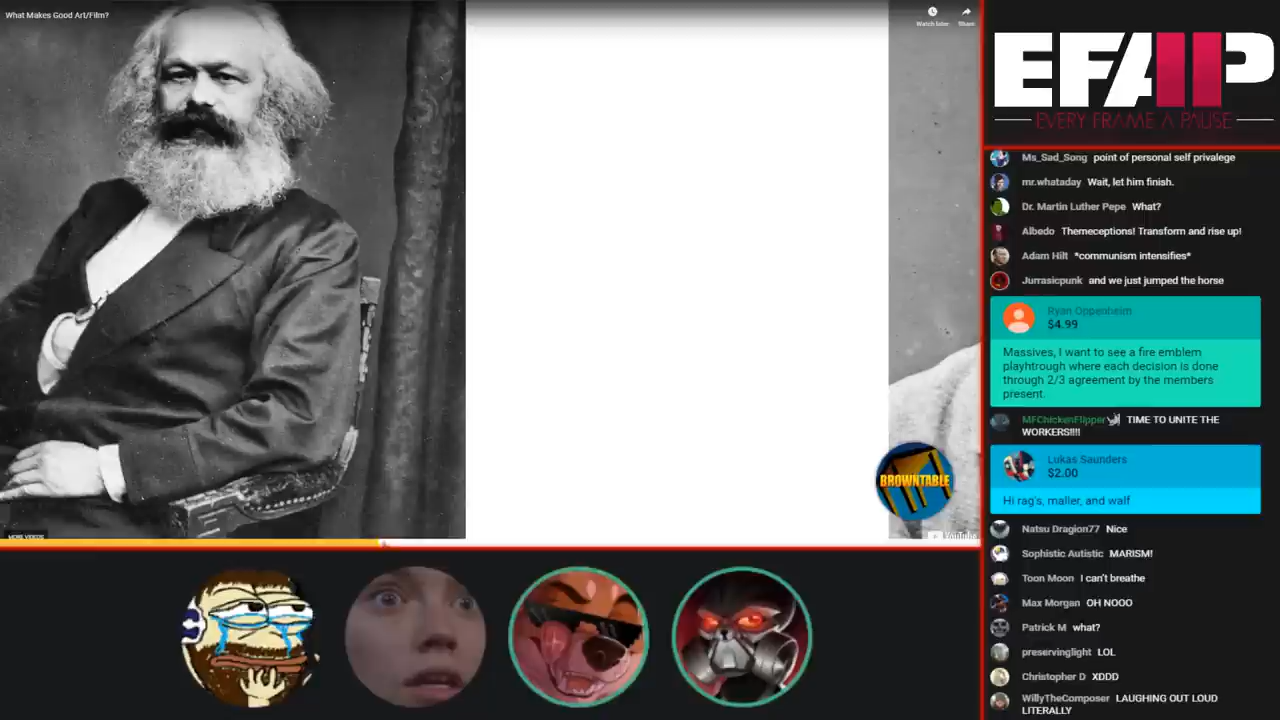 What Makes Good Art/Film?
Watch later
Share
MORE VIDEOS
BROWNTABLE
YouTube
EFAP
EVERY FRAME A PAUSE
Ms_Sad_Song point of personal self privalege
mr.whataday Wait, let him finish.
Dr. Martin Luther Pepe What?
Albedo Themeceptions! Transform and rise up!
Adam Hilt *communism intensifies*
Jurrasicpunk and we just jumped the horse
Ryan Oppenheim
$4.99
Massives, I want to see a fire emblem
playhtrough where each decision is done
through 2/3 agreement by the members
present.
MFChickenFlipper TIME TO UNITE THE
WORKERS!!!!
Lukas Saunders
$2.00
Hi rag's, maller, and walf
Natsu Dragion77 Nice
Sophistic Autistic MARISM!
Toon Moon I can't breathe
Max Morgan OH NOOO
Patrick M what?
preservinglight LOL
Christopher D XDDD
WillyTheComposer LAUGHING OUT LOUD
LITERALLY